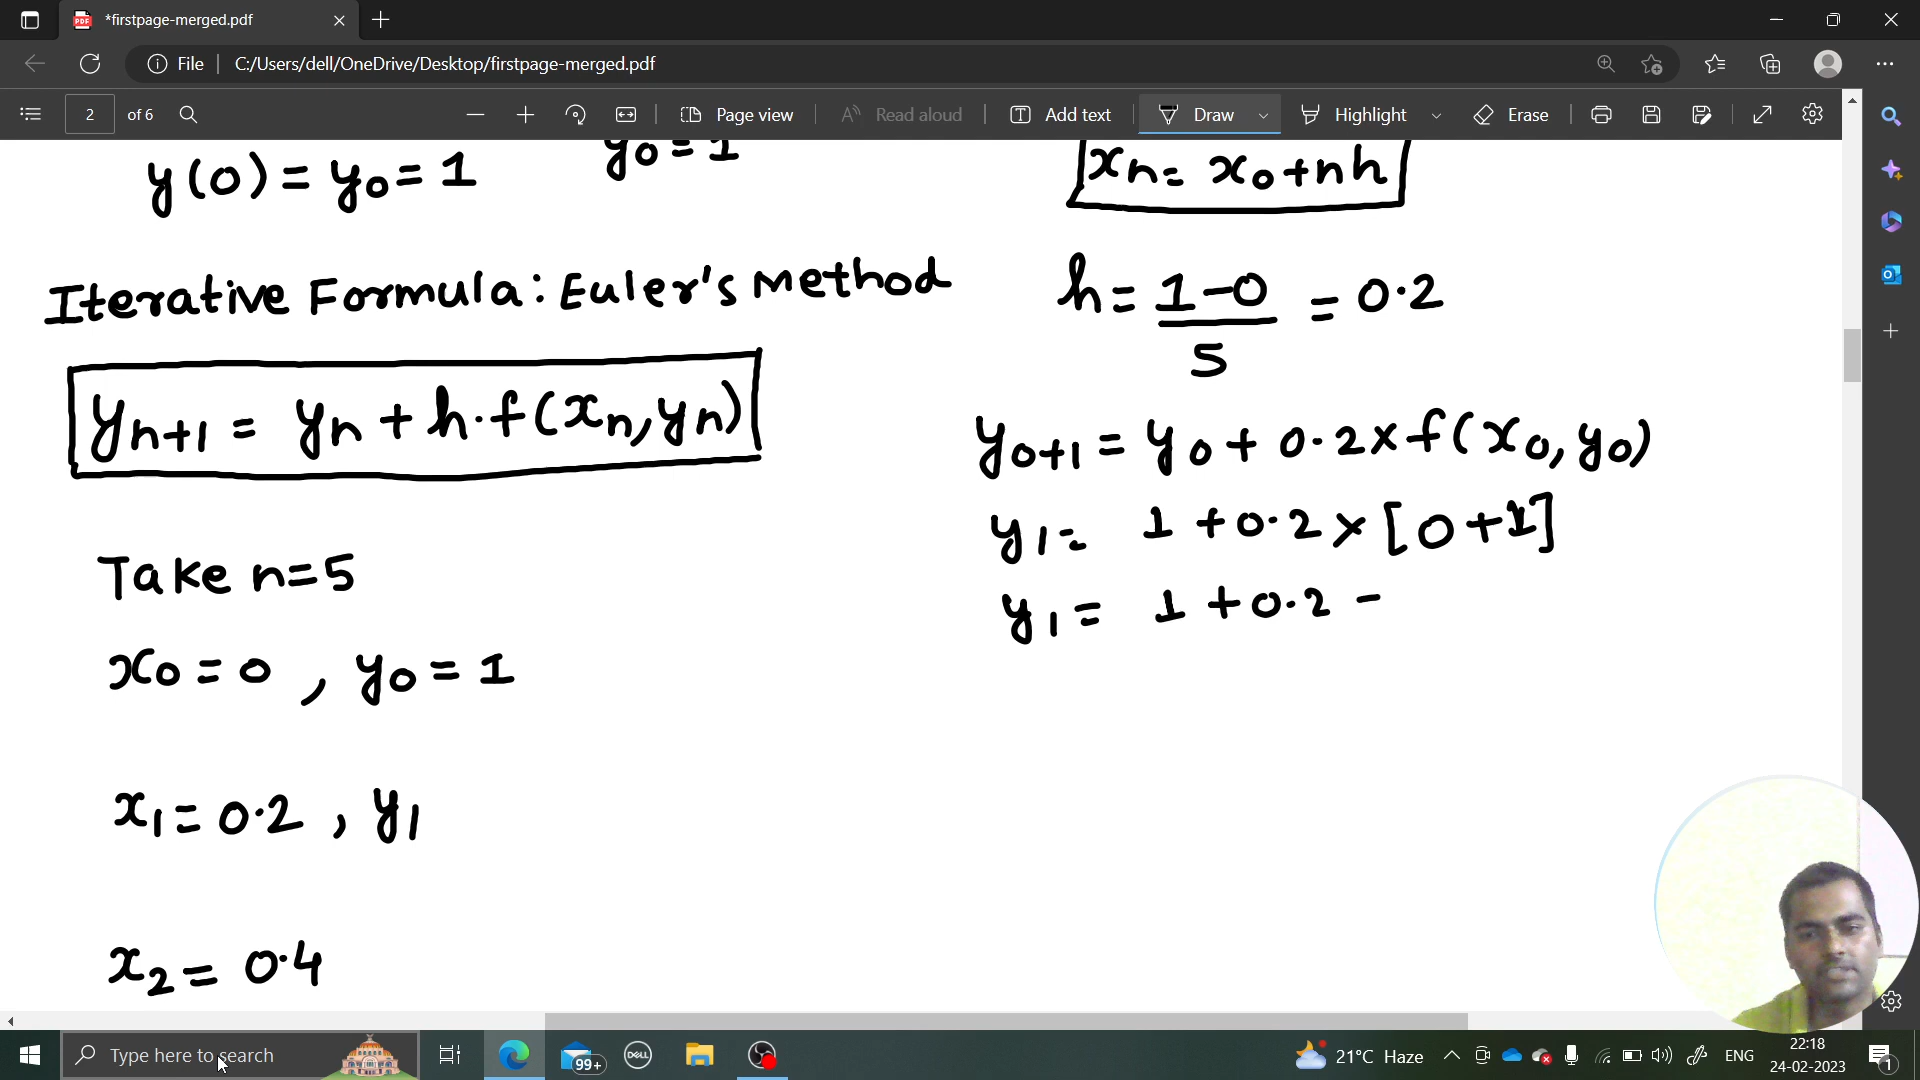 *firstpage-merged.pdf
File | C:/Users/dell/OneDrive/Desktop/firstpage-merged.pdf
2 of 6 Page view Read aloud Add text Draw Highlight Erase
y(0) = y0 = 1
y0 = 1
xn = x0+nh
Iterative Formula: Euler's Method
yn+1 = yn + h·f(xn,yn)
Take n=5
x0 = 0 , y0 = 1
x1 = 0.2 , y1
x2 = 0.4
h = 1-0/5 = 0.2
y0+1 = y0 + 0.2×f(x0,y0)
y1= 1 +0.2 × [0+1]
y1 = 1 +0.2 -
Type here to search
DELL
99+
21°C Haze
ENG
22:18
24-02-2023
1